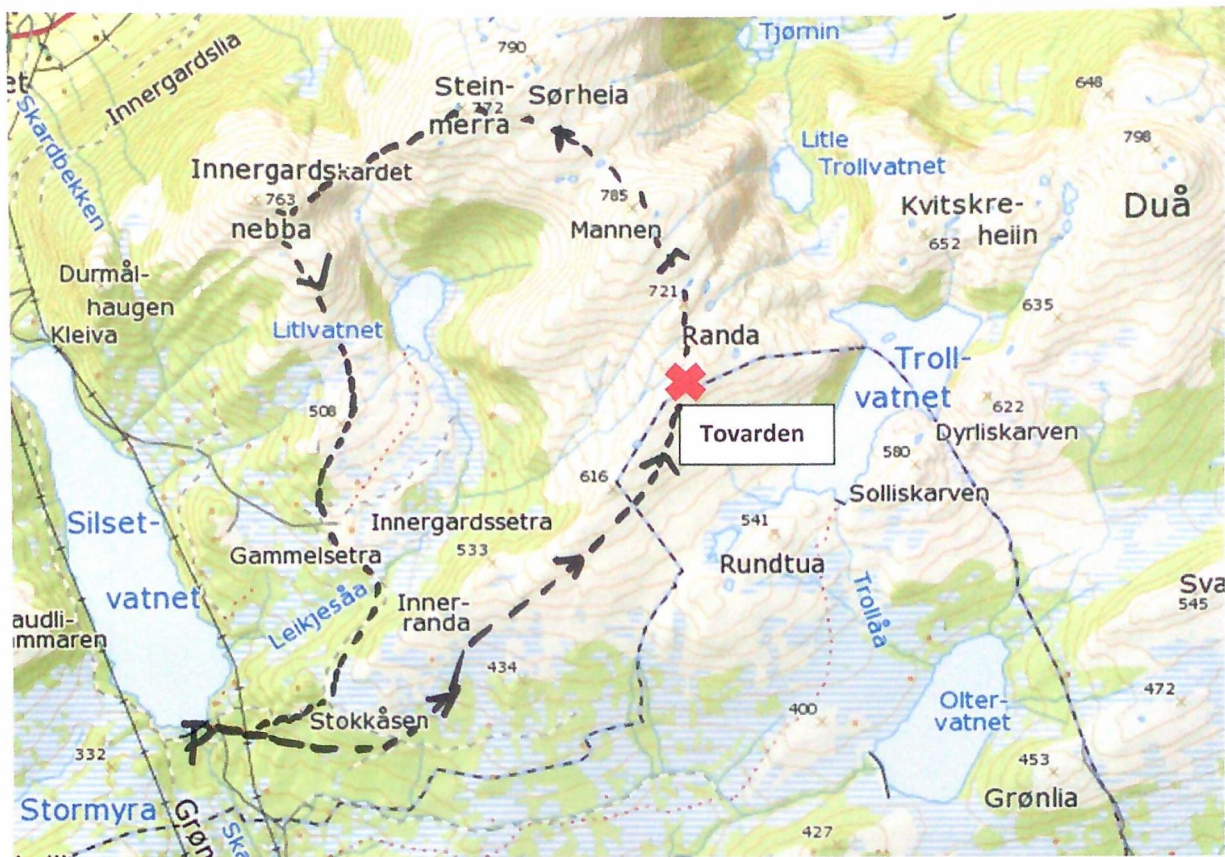 Tjørnin
790
Innergardslia
Stein-
772
Sørheia
merra
648
Skardbekken
798
Litle
Trollvatnet
Innergardskardet
763
nebba
785
Mannen
Kvitskre-
heiin
652
Duå
Durmål-
haugen
Kleiva
721
635
Litlvatnet
Randa
Troll-
vatnet
508
622
Dyrliskarven
Tovarden
580
616
Solliskarven
Silset-
vatnet
Innergardssetra
533
541
Rundtua
Gammelsetra
Leikjesåa
Inner-
randa
Trollåa
545
434
Stokkåsen
P
400
Olter-
vatnet
472
332
453
Stormyra
Grønlia
427